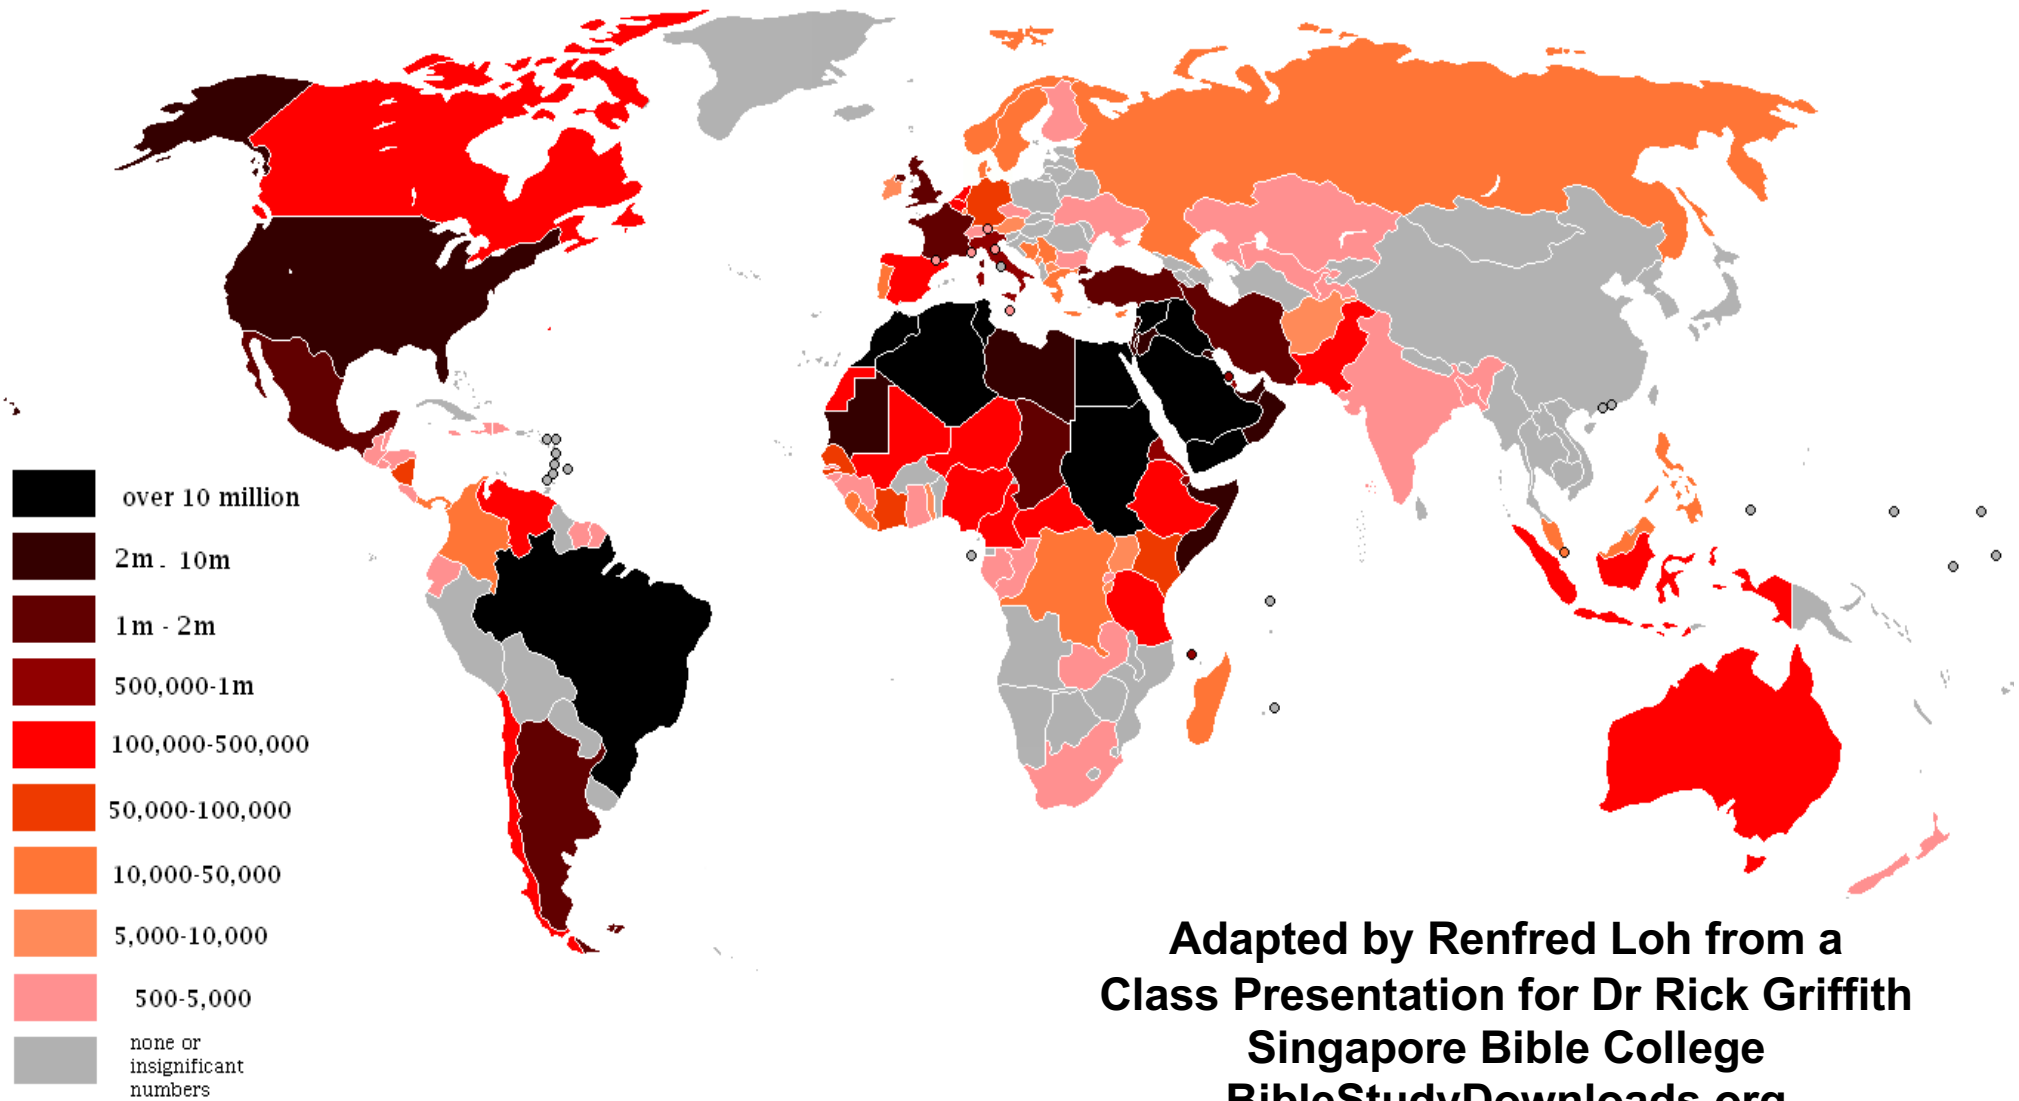 over 10 million
2m - 10m
1m - 2m
500,000-1m
100,000-500,000
50,000-100,000
10,000-50,000
5,000-10,000
500-5,000
none or
insignificant
numbers
Adapted by Renfred Loh from a
Class Presentation for Dr Rick Griffith
Singapore Bible College
BibleStudyDownloads.org